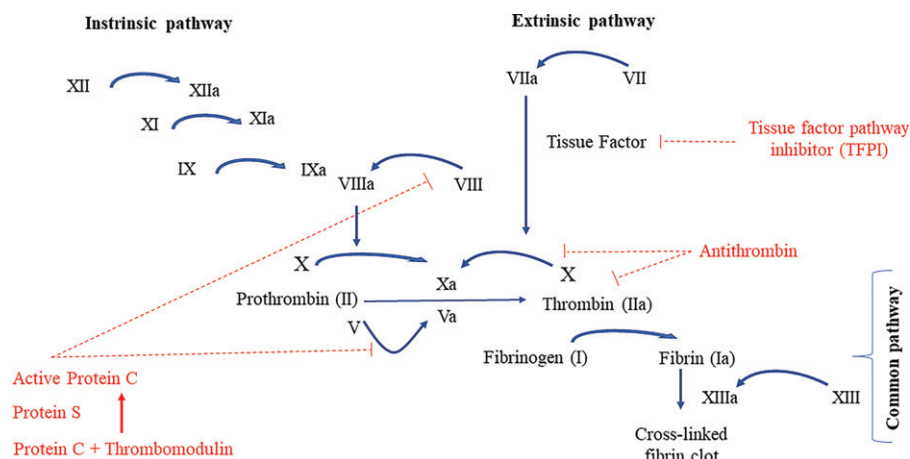 Instrinsic pathway
Extrinsic pathway
XII
XIIa
XI
XIa
IX
IXa
VIIIa
VIII
VIIa
VII
Tissue Factor
Tissue factor pathway
inhibitor (TFPI)
Antithrombin
X
Xa
X
Prothrombin (II)
Thrombin (IIa)
V
Va
Fibrinogen (I)
Fibrin (Ia)
XIIIa
XIII
Cross-linked
fibrin clot
Common pathway
Active Protein C
Protein S
Protein C + Thrombomodulin